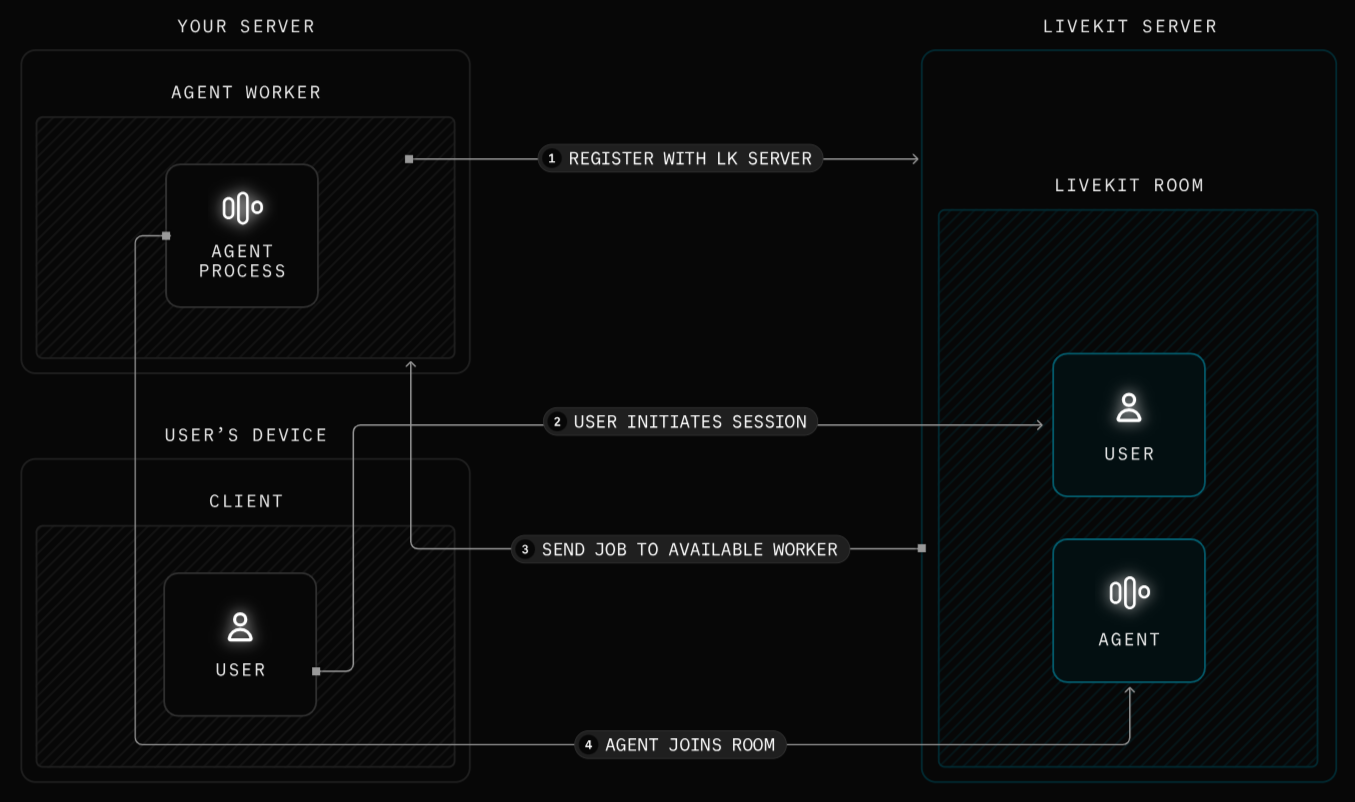 YOUR SERVER
LIVEKIT SERVER
AGENT WORKER
1 REGISTER WITH LK SERVER
LIVEKIT ROOM
AGENT
PROCESS
2 USER INITIATES SESSION
USER’S DEVICE
USER
CLIENT
3 SEND JOB TO AVAILABLE WORKER
AGENT
USER
4 AGENT JOINS ROOM